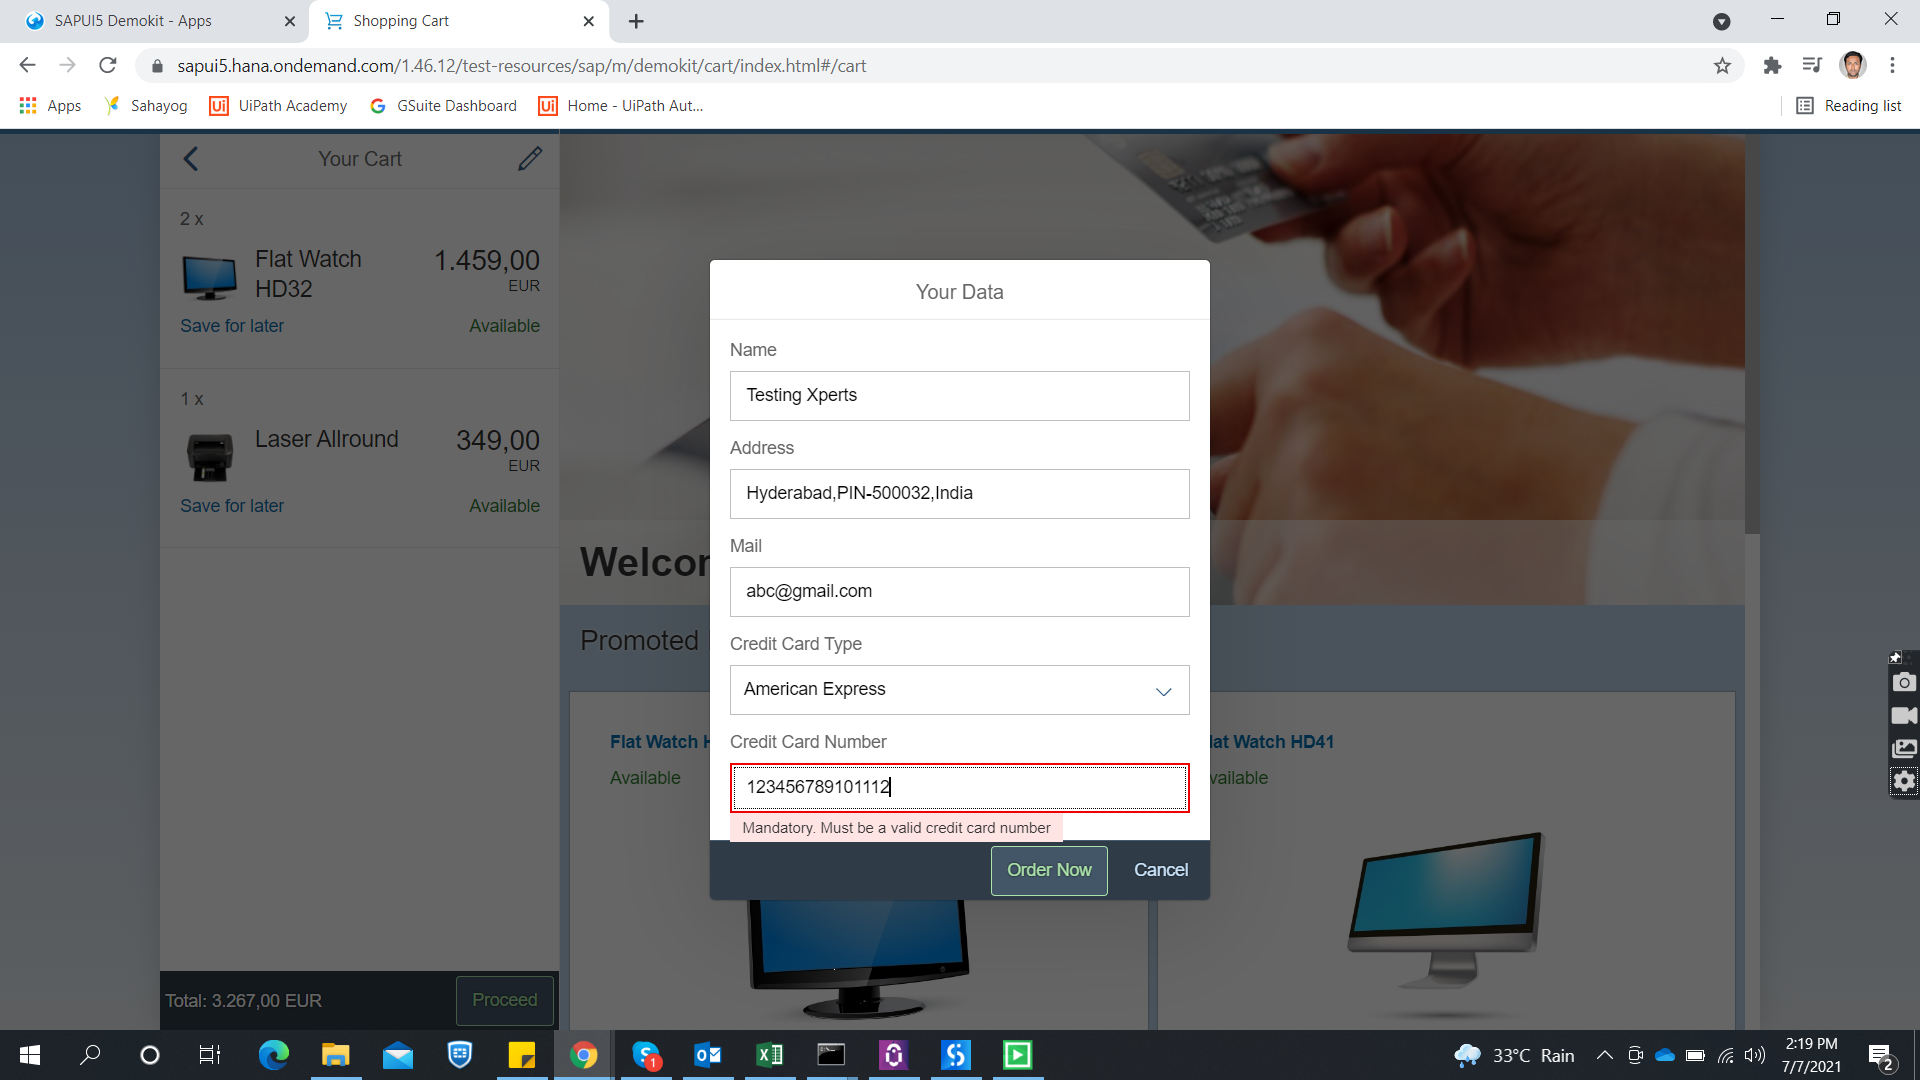 SAPUI5 Demokit - Apps
Shopping Cart
sapui5.hana.ondemand.com/1.46.12/test-resources/sap/m/demokit/cart/index.html#/cart
Apps
Sahayog
UiPath Academy
GSuite Dashboard
Home - UiPath Aut...
Reading list
Your Cart
2 x
Flat Watch HD32
1.459,00
EUR
Save for later
Available
1 x
Laser Allround
349,00
EUR
Save for later
Available
Total: 3.267,00 EUR
Proceed
Welcom
Promoted
Flat Watch H
Available
lat Watch HD41
vailable
Your Data
Name
Testing Xperts
Address
Hyderabad,PIN-500032,India
Mail
abc@gmail.com
Credit Card Type
American Express
Credit Card Number
123456789101112
Mandatory. Must be a valid credit card number
Order Now
Cancel
33°C Rain
2:19 PM
7/7/2021
1
2